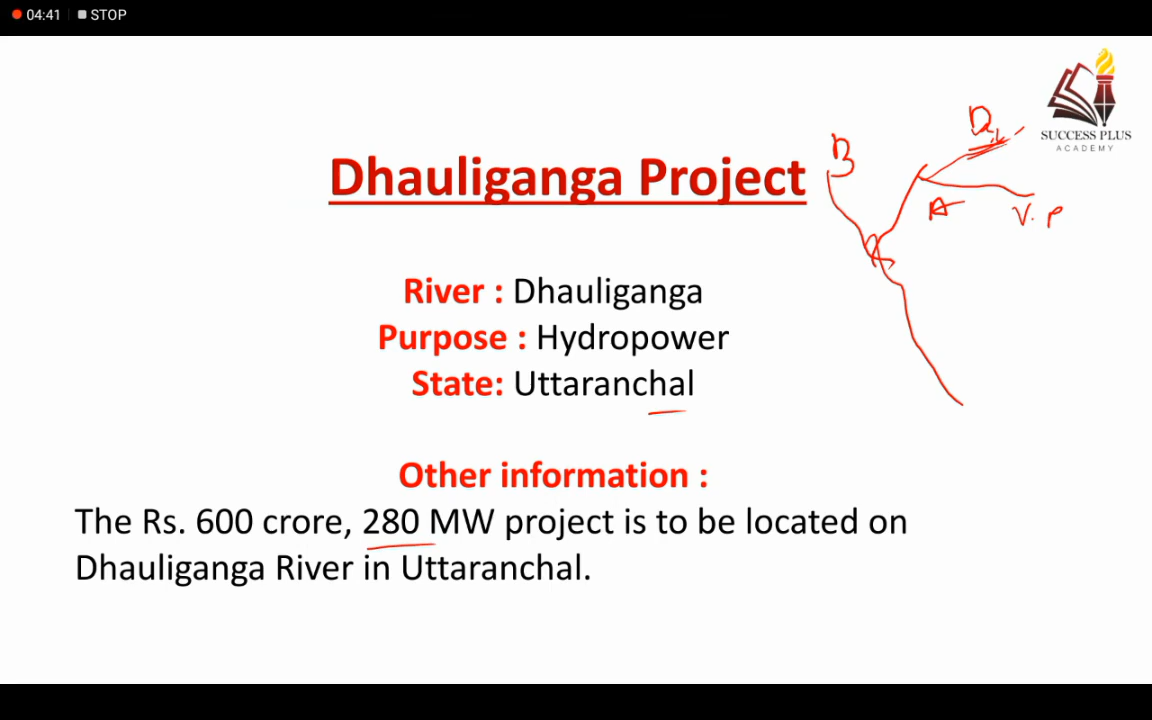 04:41 STOP
SUCCESS PLUS
ACADEMY
Dhauliganga Project
B
A
V.P
River : Dhauliganga
Purpose : Hydropower
State: Uttaranchal
Other information :
The Rs. 600 crore, 280 MW project is to be located on
Dhauliganga River in Uttaranchal.